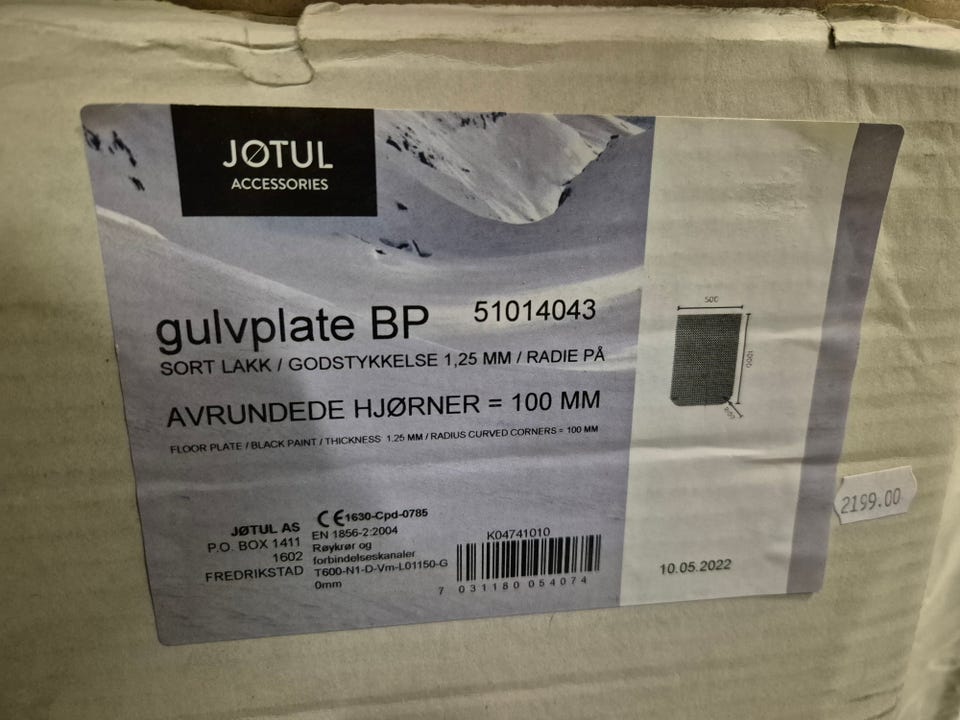 JØTUL
ACCESSORIES
gulvplate BP 51014043
SORT LAKK / GODSTYKKELSE 1,25 MM / RADIE PÅ
AVRUNDEDE HJØRNER = 100 MM
FLOOR PLATE / BLACK PAINT / THICKNESS 1.25 MM / RADIUS CURVED CORNERS = 100 MM
500
1000
JØTUL AS
P.O. BOX 1411
1602
FREDRIKSTAD
CE 1630-Cpd-0785
EN 1856-2:2004
Røykrør og
forbindelseskanaler
T600-N1-D-Vm-L01150-G
0mm
K04741010
7 031180 054074
10.05.2022
2199.00